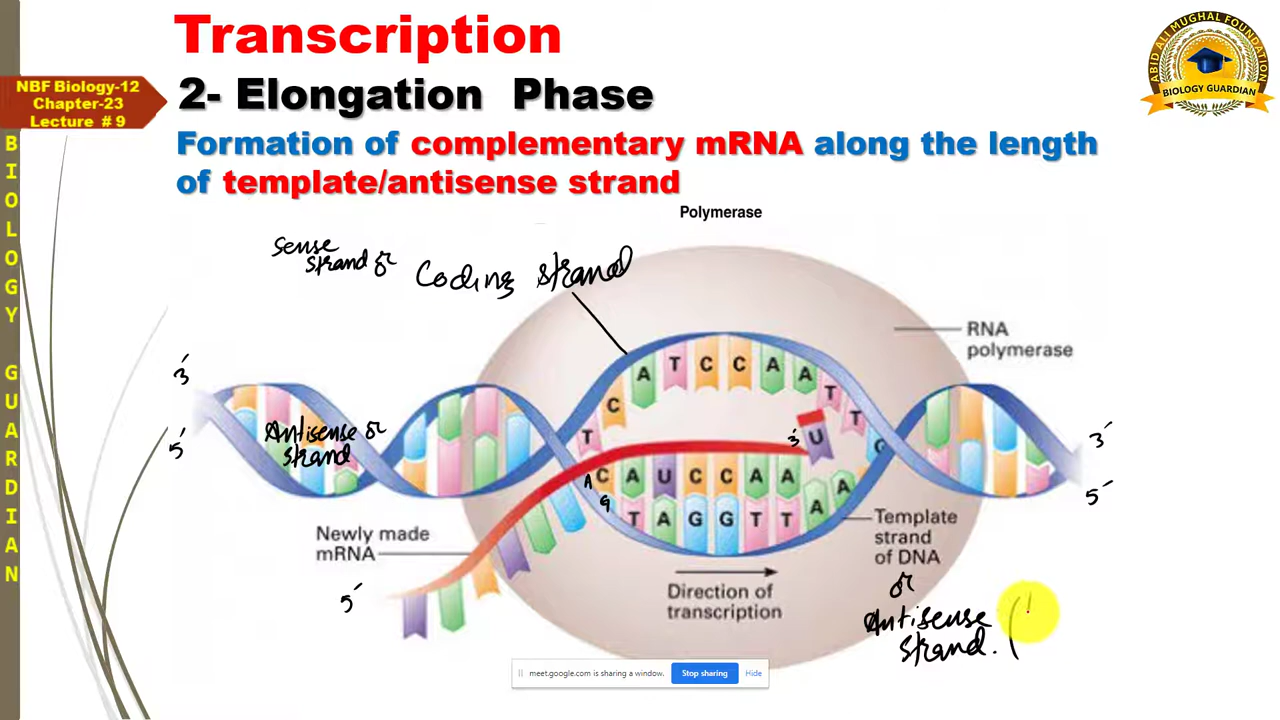 Transcription
2- Elongation Phase
NBF Biology-12
Chapter-23
Lecture # 9
Formation of complementary mRNA along the length
of template/antisense strand
BIOLOGY GUARDIAN
ABID ALI MUGHAL FOUNDATION
BIOLOGY GUARDIAN
Polymerase
Sense
strand or
Coding strand
RNA
polymerase
3′
5′
Antisense or
strand
T C A T C C A A T T G
3′
U
A C A U C C A A
G T A G G T T A A
3′
5′
Newly made
mRNA
5′
Direction of
transcription
Template
strand
of DNA
or
Antisense
strand. (
meet.google.com is sharing a window.
Stop sharing
Hide